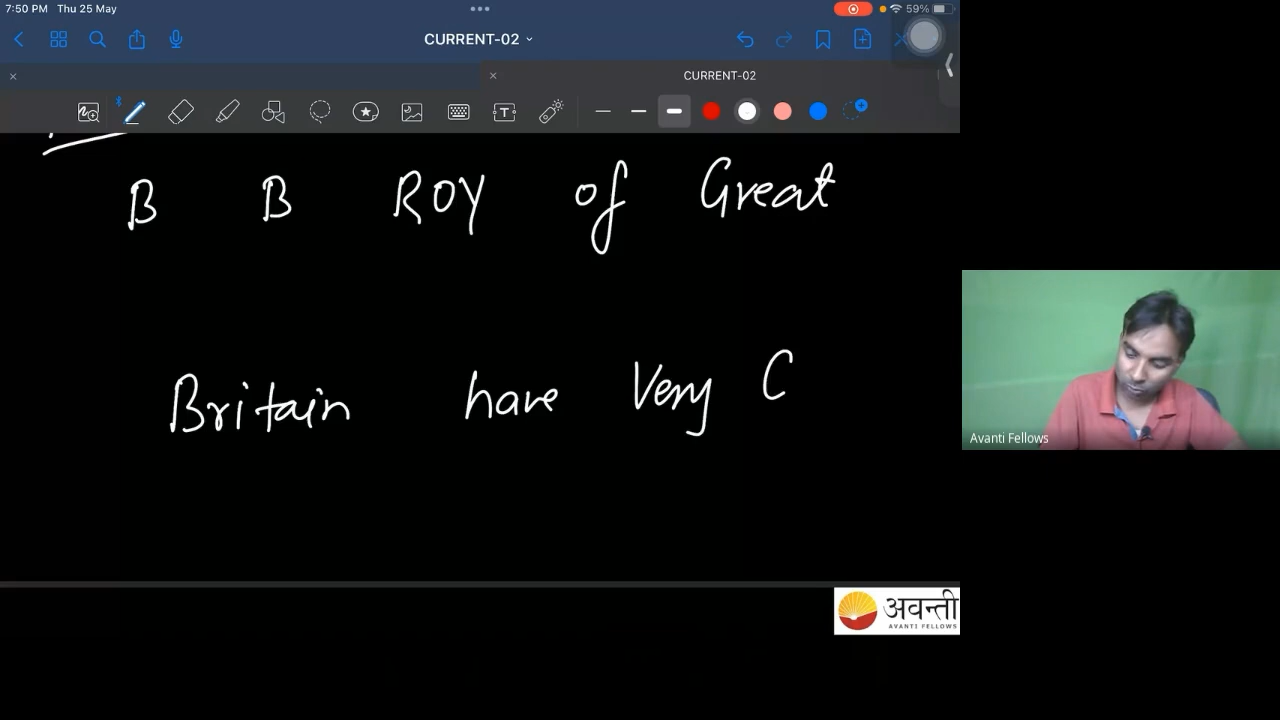 7:50 PM Thu 25 May
59%
CURRENT-02
CURRENT-02
B B ROY of Great
Britain have Very C
Avanti Fellows
अवन्ती
AVANTI FELLOWS